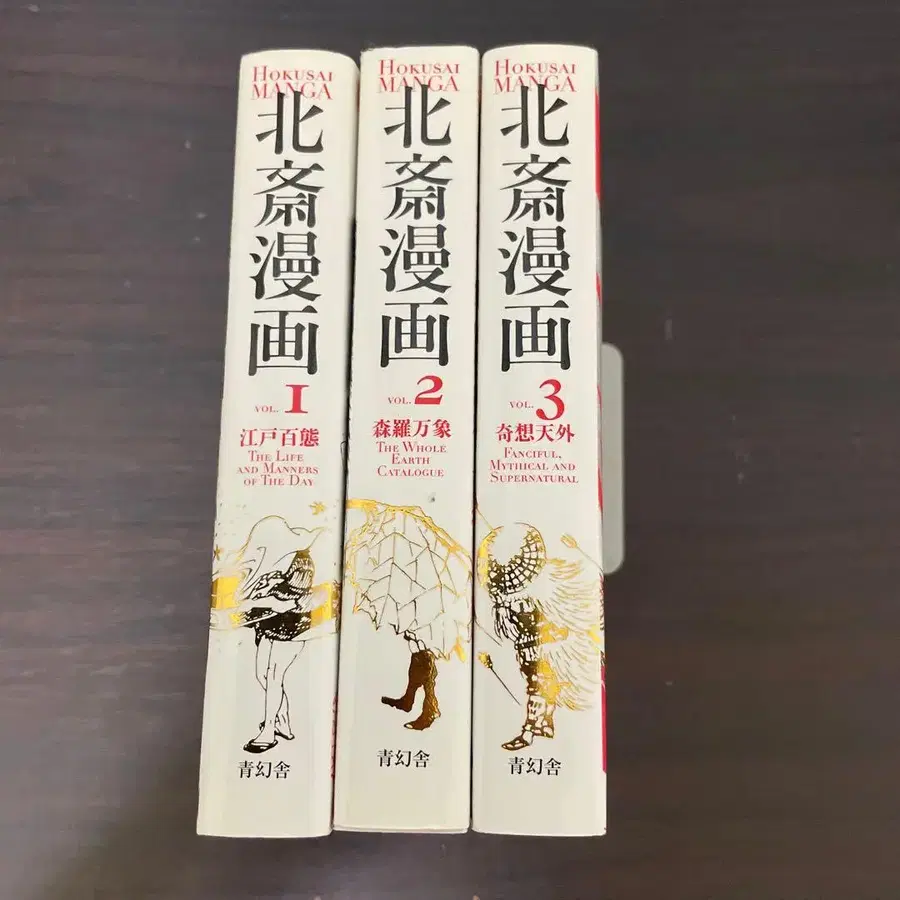 HOKUSAI
MANGA
北斎漫画
VOL. 1
江戸百態
THE LIFE
AND MANNERS
OF THE DAY
青幻舎
HOKUSAI
MANGA
北斎漫画
VOL. 2
森羅万象
THE WHOLE
EARTH
CATALOGUE
青幻舎
HOKUSAI
MANGA
北斎漫画
VOL. 3
奇想天外
FANCIFUL,
MYTHICAL AND
SUPERNATURAL
青幻舎